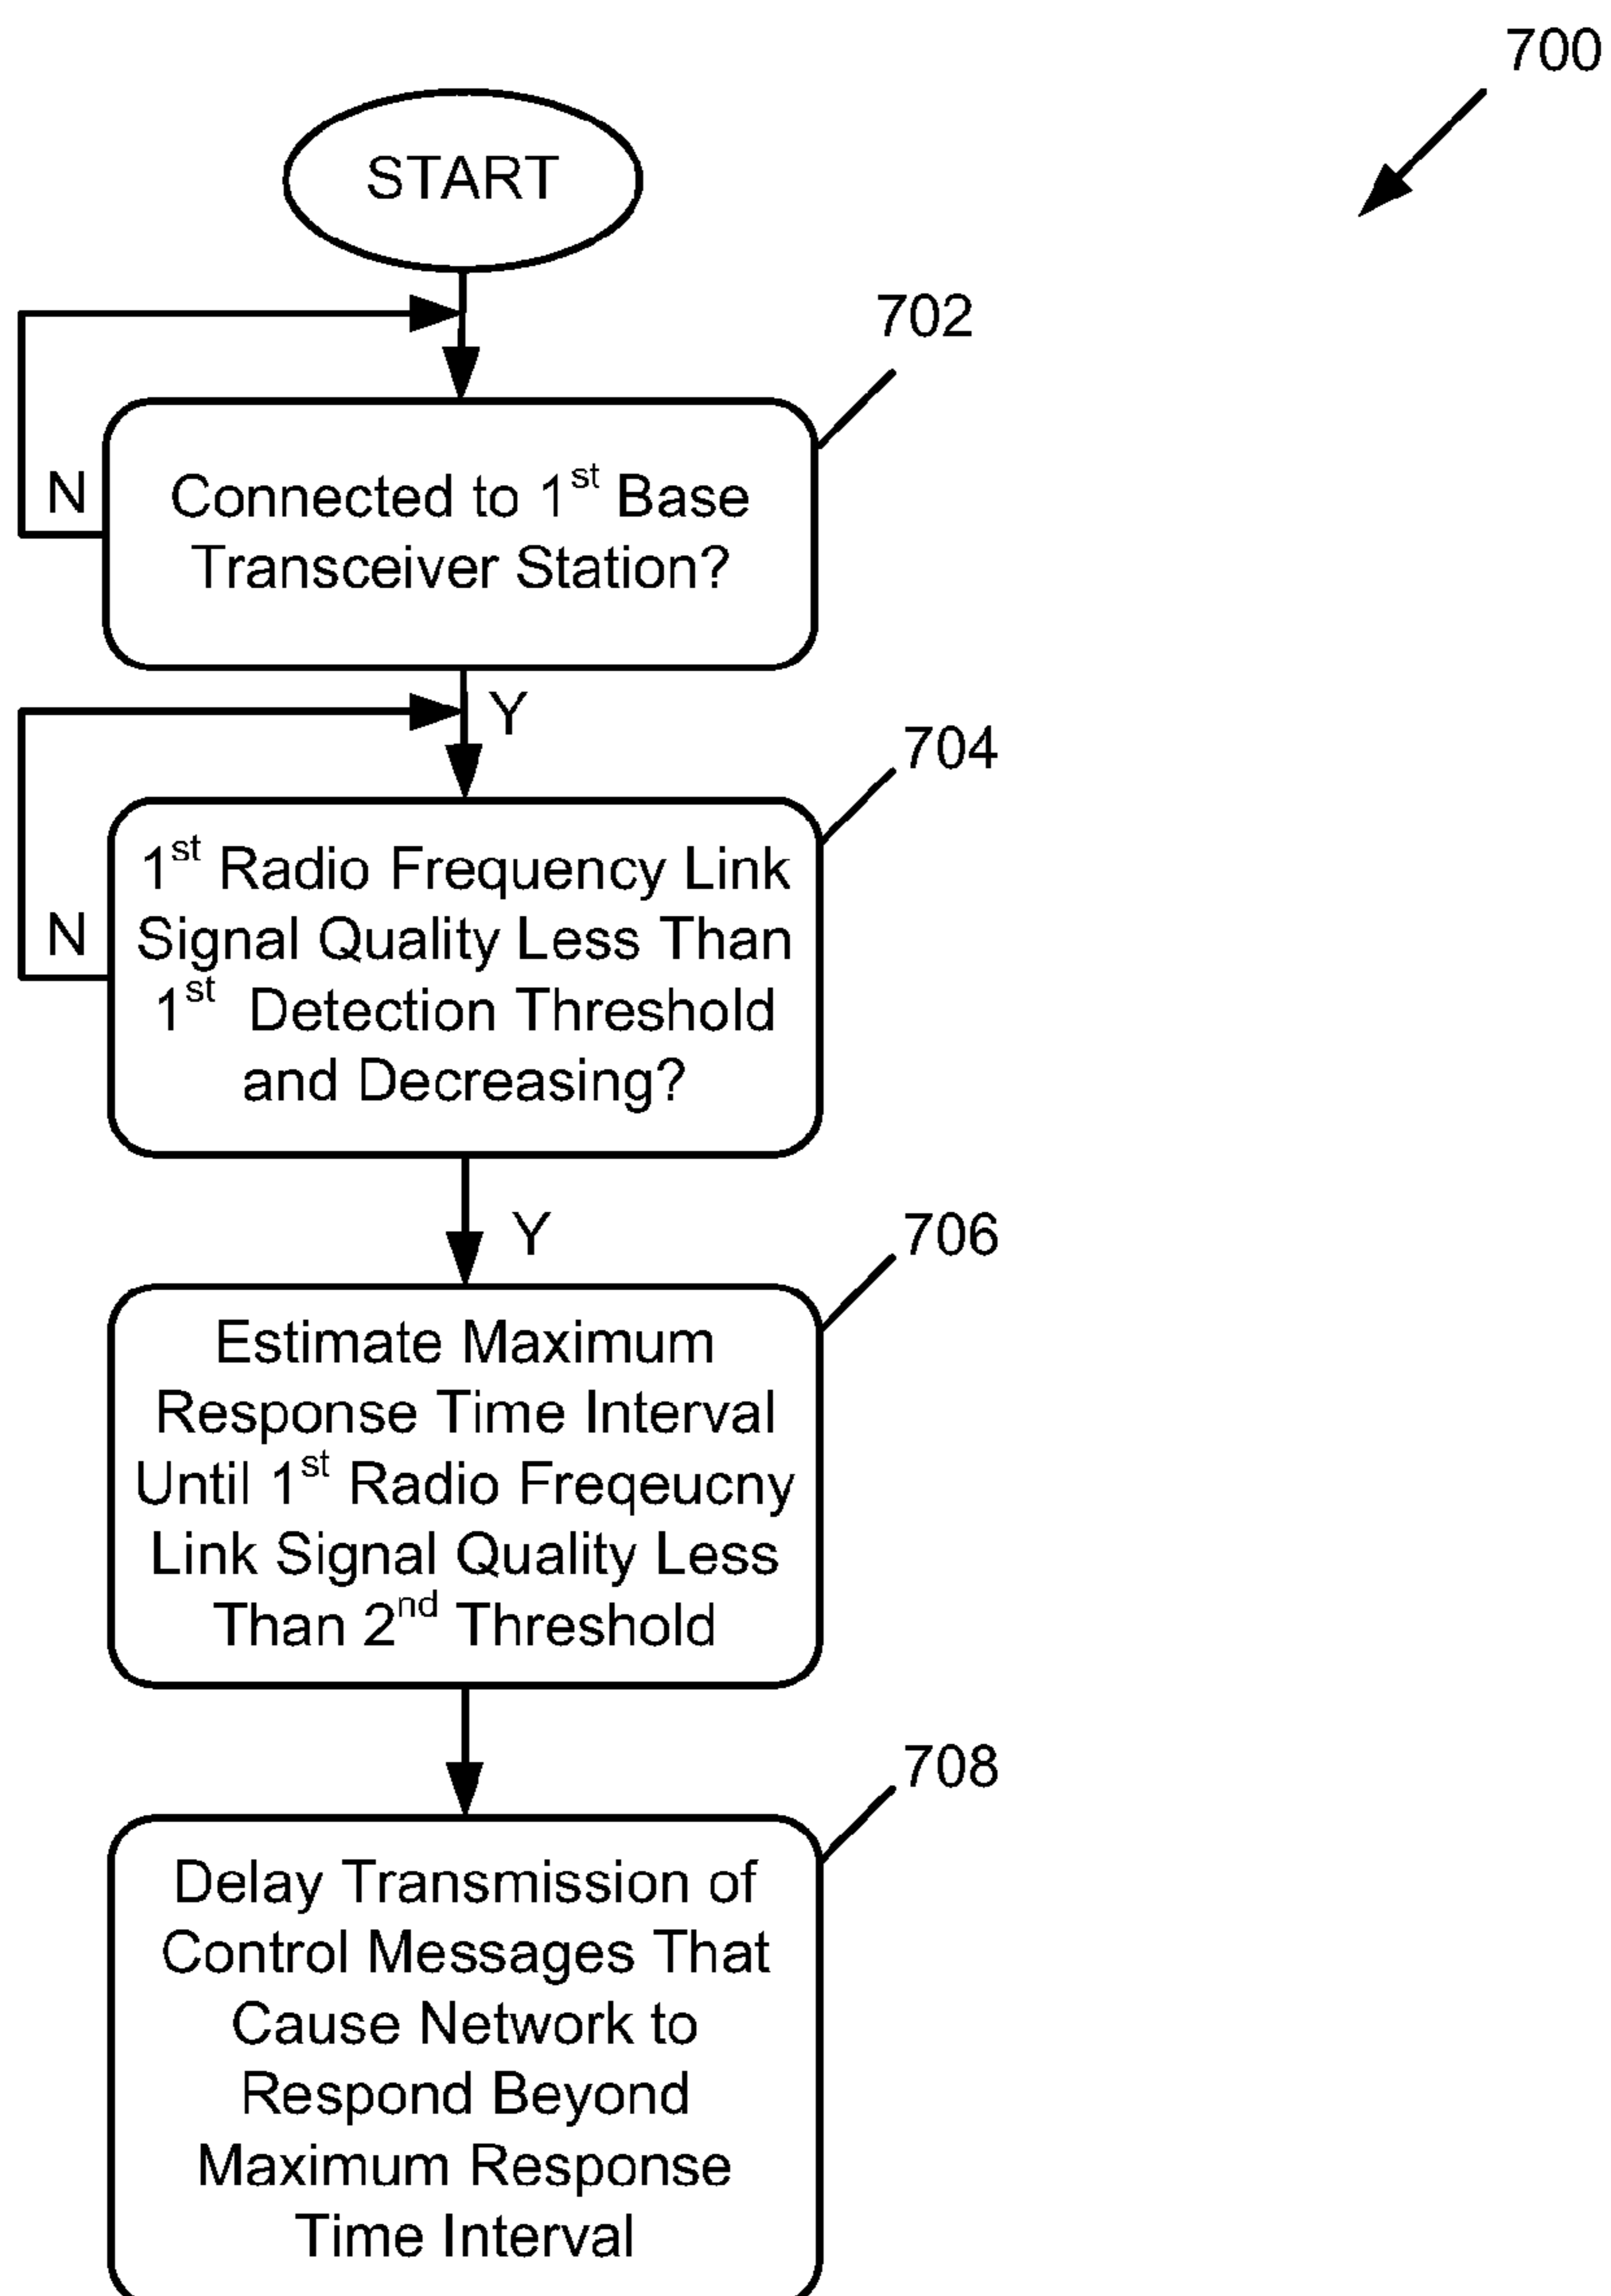 700
START
702
Connected to 1st Base
N
Transceiver Station?
Y
704
1st Radio Frequency Link
N
Signal Quality Less Than
1st Detection Threshold
and Decreasing?
Y
706
Estimate Maximum
Response Time Interval
Until 1st Radio Freqeucny
Link Signal Quality Less
Than 2nd Threshold
708
Delay Transmission of
Control Messages That
Cause Network to
Respond Beyond
Maximum Response
Time Interval